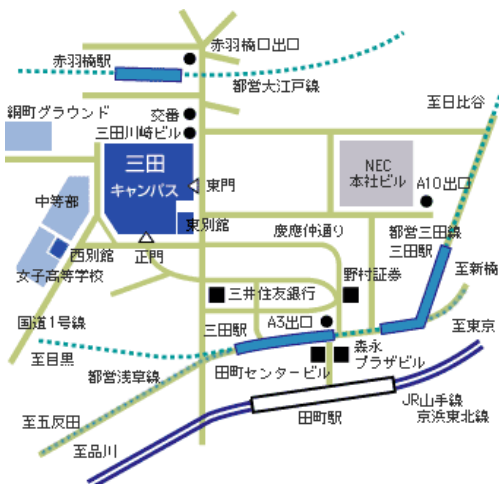 赤羽橋口出口
赤羽橋駅
都営大江戸線
至日比谷
綱町グラウンド
交番
三田川崎ビル
三田
キャンパス
東門
NEC
本社ビル
A10出口
中等部
東別館
慶應仲通り
都営三田線
三田駅
西別館
正門
女子高等学校
野村証券
至新橋
三井住友銀行
国道1号線
三田駅
A3出口
至東京
至目黒
森永
プラザビル
田町センタービル
都営浅草線
JR山手線
京浜東北線
田町駅
至五反田
至品川